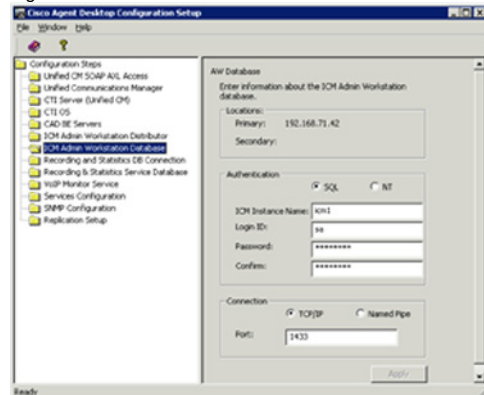 Cisco Agent Desktop Configuration Setup
File Window Help
Configuration Steps
Unified CM SOAP AXL Access
Unified Communications Manager
CTI Server (Unified CM)
CTI OS
CAD-BE Servers
ICM Admin Workstation Distributor
ICM Admin Workstation Database
Recording and Statistics DB Connection
Recording & Statistics Service Database
VoIP Monitor Service
Services Configuration
SNMP Configuration
Replication Setup
AW Database
Enter information about the ICM Admin Workstation
database.
Locations:
Primary: 192.168.71.42
Secondary:
Authentication
SQL NT
ICM Instance Name:
Login ID: sa
Password: ********
Confirm: ********
Connection
TCP/IP Named Pipe
Port: 1433
Apply
Ready